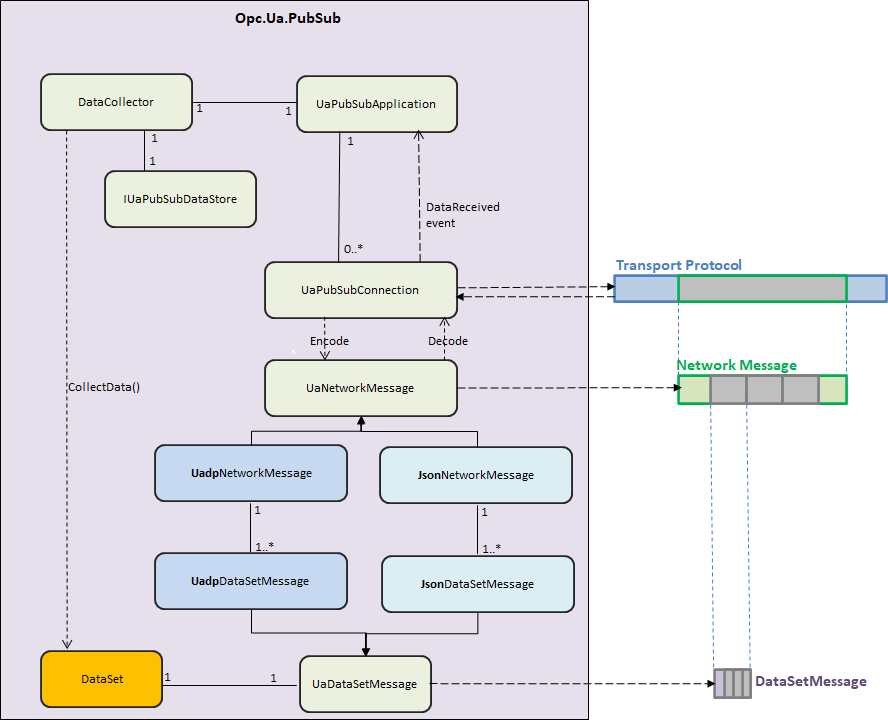 Opc.Ua.PubSub
DataCollector
1
1
UaPubSubApplication
1
1
1
IUaPubSubDataStore
DataReceived
event
0..*
UaPubSubConnection
Transport Protocol
Encode
Decode
Network Message
UaNetworkMessage
CollectData()
UadpNetworkMessage
JsonNetworkMessage
1
1
1..*
1..*
UadpDataSetMessage
JsonDataSetMessage
DataSet
1
1
UaDataSetMessage
DataSetMessage